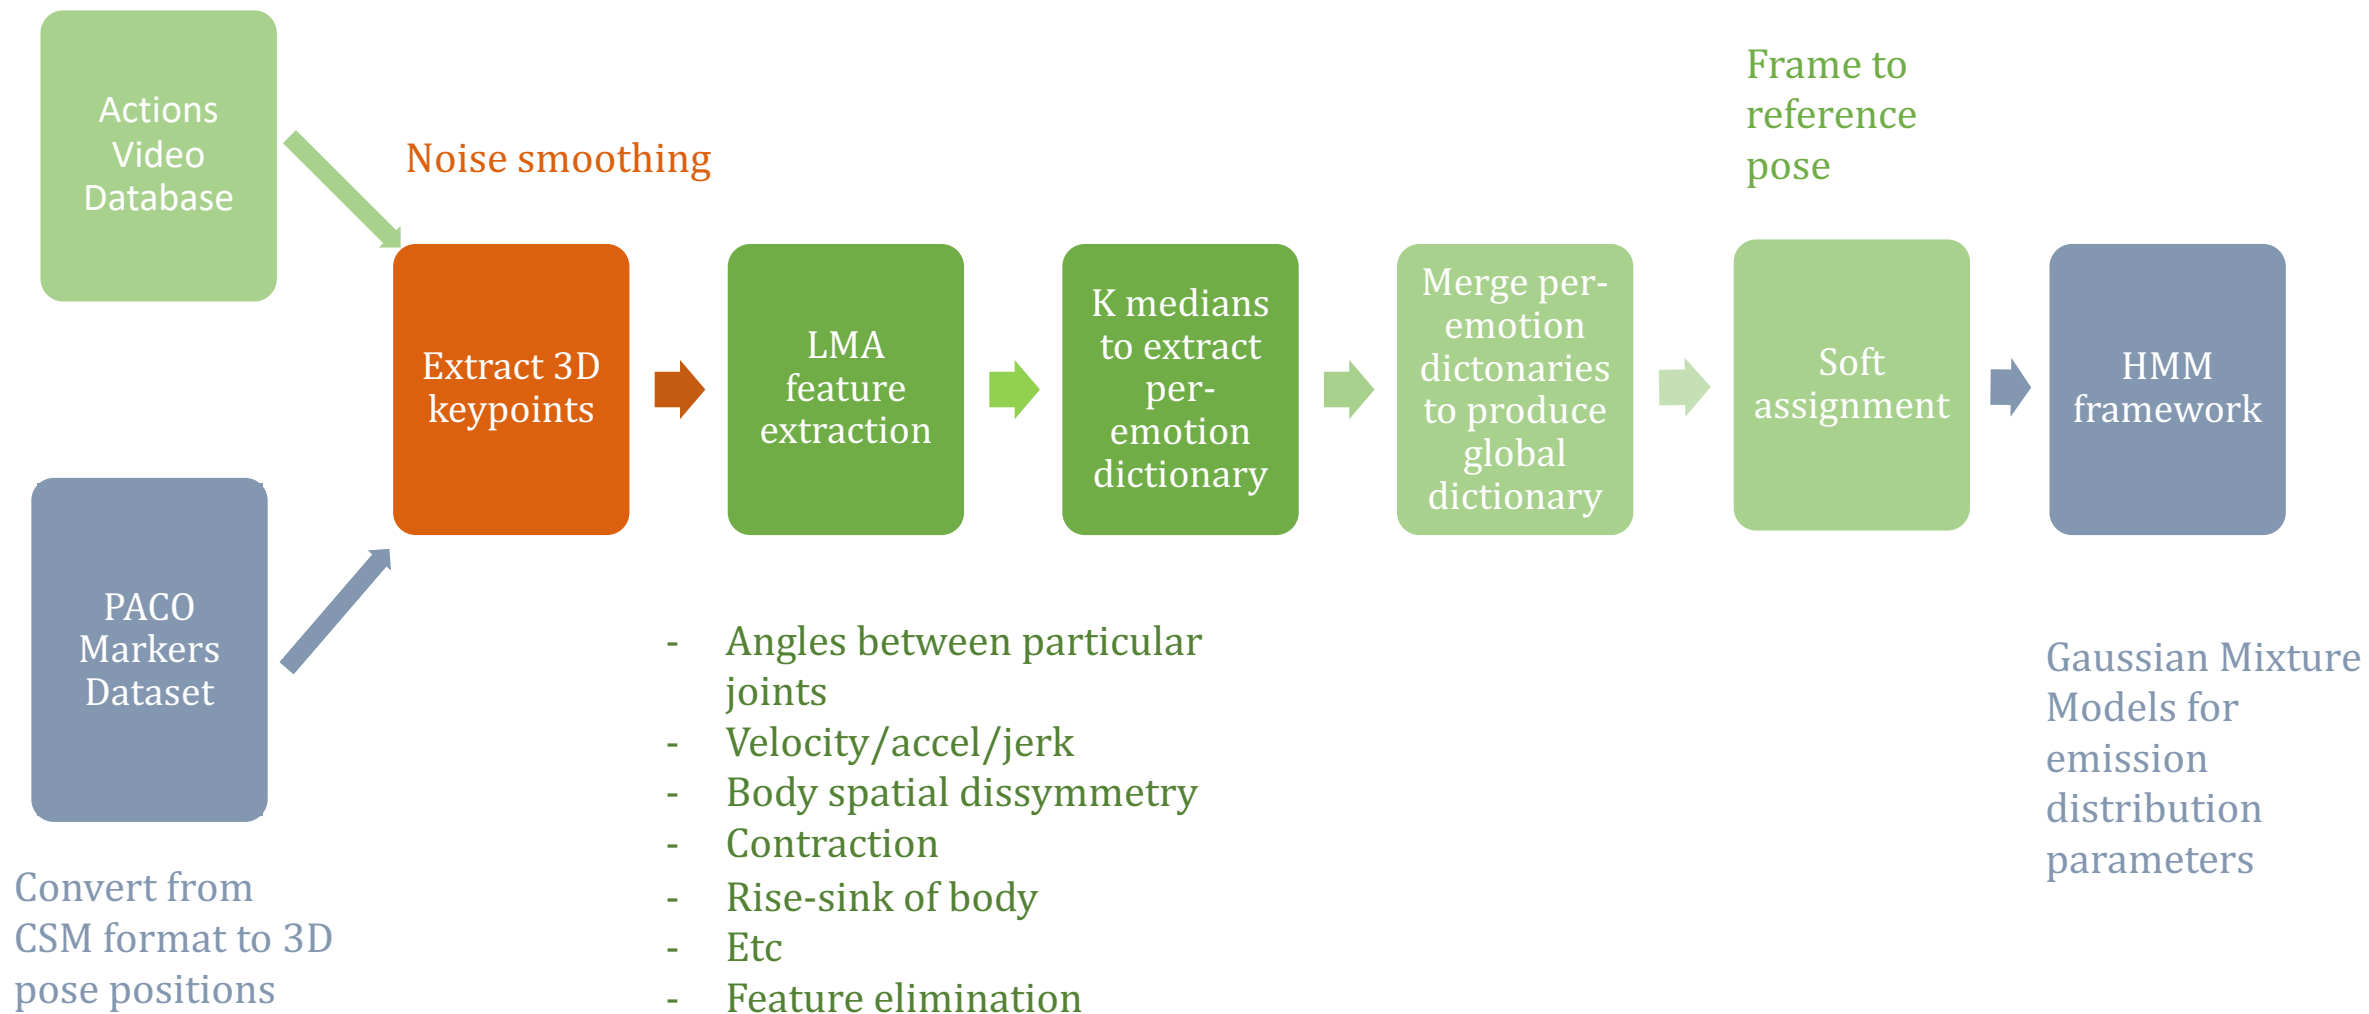 Actions
Video
Database
Noise smoothing
Frame to
reference
pose
Extract 3D
keypoints
LMA
feature
extraction
K medians
to extract
per-
emotion
dictionary
Merge per-
emotion
dictonaries
to produce
global
dictionary
Soft
assignment
HMM
framework
PACO
Markers
Dataset
Convert from
CSM format to 3D
pose positions
- Angles between particular
joints
- Velocity/accel/jerk
- Body spatial dissymmetry
- Contraction
- Rise-sink of body
- Etc
- Feature elimination
Gaussian Mixture
Models for
emission
distribution
parameters